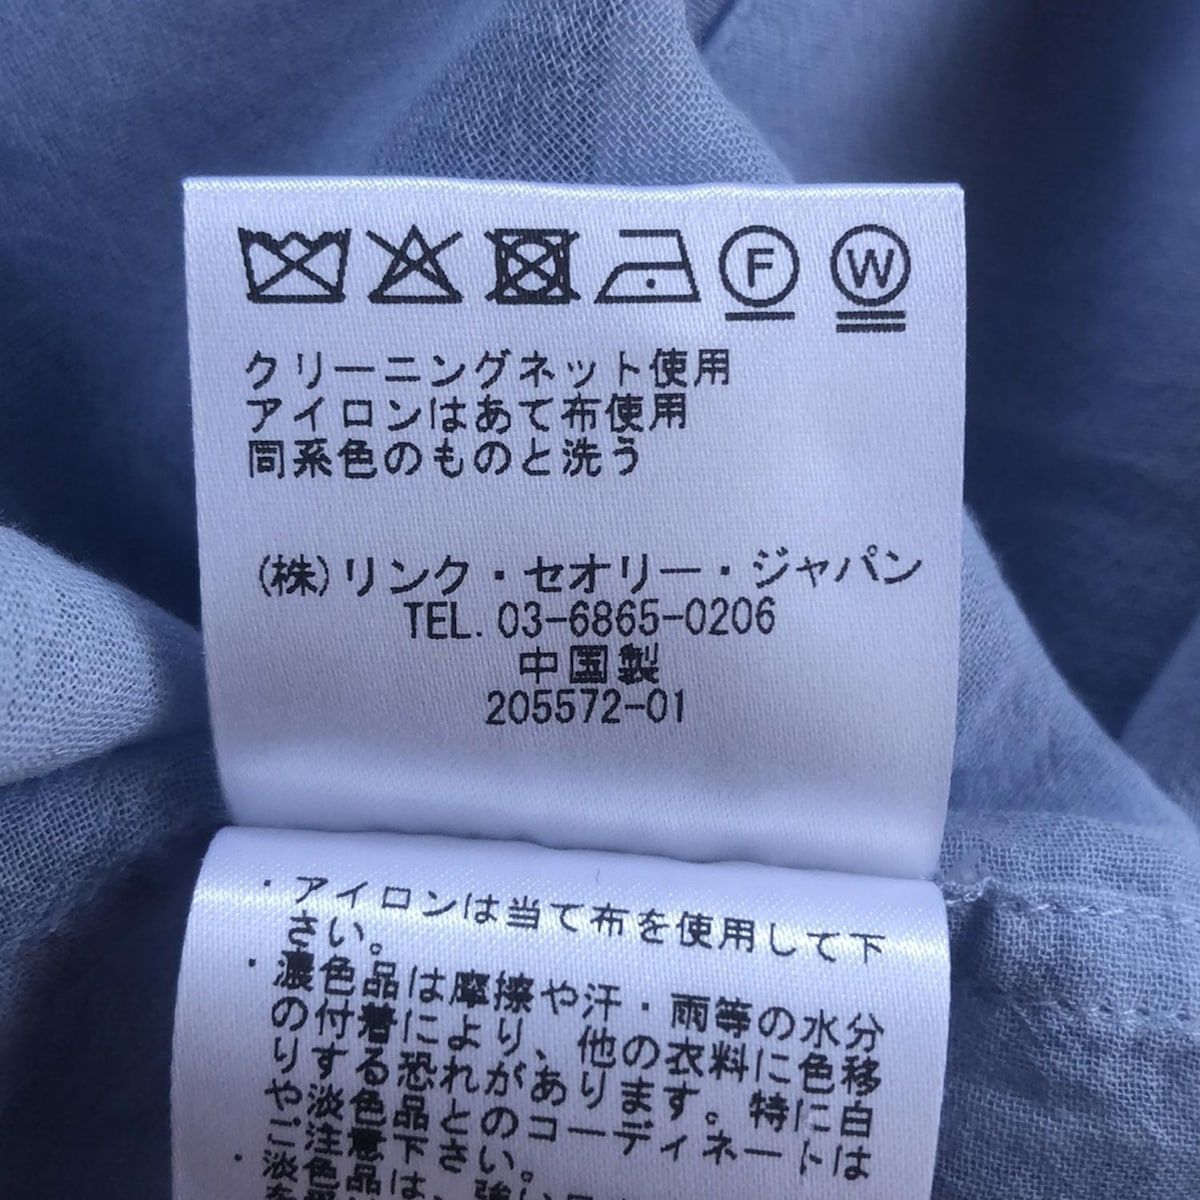 F W
クリーニングネット使用
アイロンはあて布使用
同系色のものと洗う
(株)リンク・セオリー・ジャパン
TEL. 03-6865-0206
中国製
205572-01
・アイロンは当て布を使用して下
さい。
・濃色品は摩擦や汗・雨等の水分
の付着により、他の衣料に色移
りする恐れがあります。特に白
や淡色品とのコーディネートは
ご注意下さい。
・淡色品は、強い